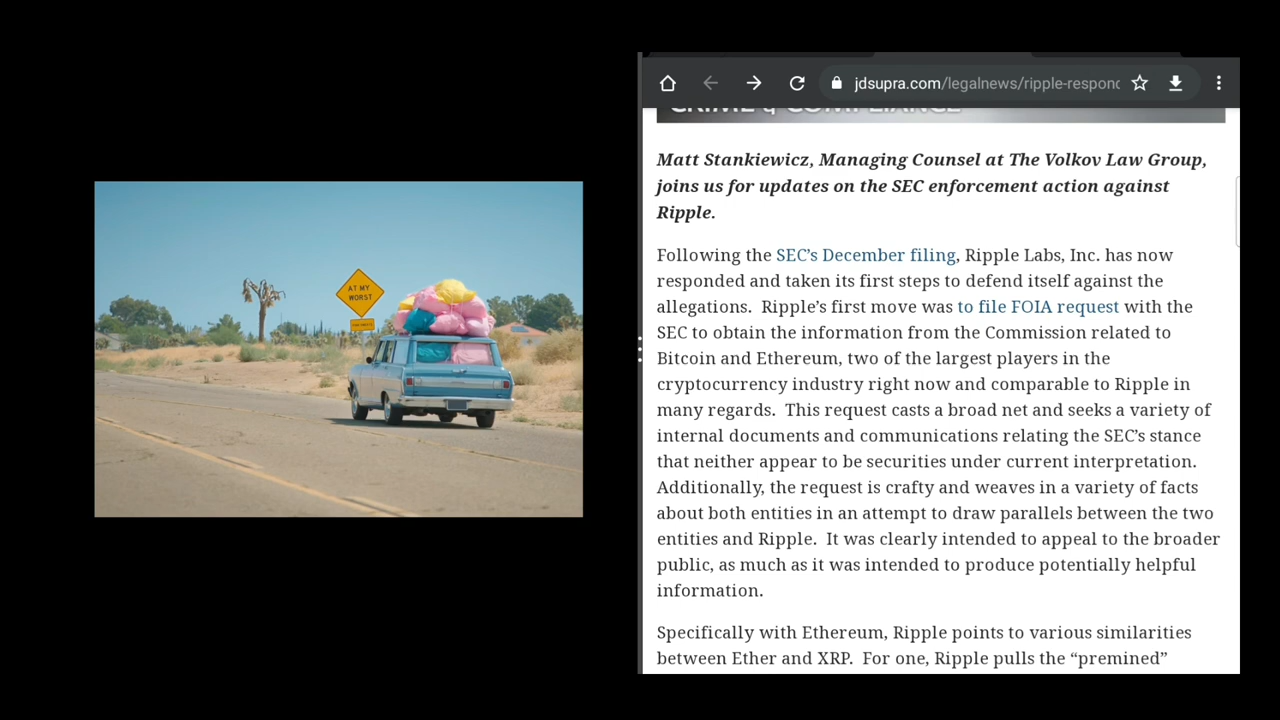 AT MY
WORST
jdsupra.com/legalnews/ripple-respond
CRIME & COMPLIANCE
Matt Stankiewicz, Managing Counsel at The Volkov Law Group,
joins us for updates on the SEC enforcement action against
Ripple.
Following the SEC’s December filing, Ripple Labs, Inc. has now
responded and taken its first steps to defend itself against the
allegations.  Ripple’s first move was to file FOIA request with the
SEC to obtain the information from the Commission related to
Bitcoin and Ethereum, two of the largest players in the
cryptocurrency industry right now and comparable to Ripple in
many regards.  This request casts a broad net and seeks a variety of
internal documents and communications relating the SEC’s stance
that neither appear to be securities under current interpretation.
Additionally, the request is crafty and weaves in a variety of facts
about both entities in an attempt to draw parallels between the two
entities and Ripple.  It was clearly intended to appeal to the broader
public, as much as it was intended to produce potentially helpful
information.
Specifically with Ethereum, Ripple points to various similarities
between Ether and XRP.  For one, Ripple pulls the “premined”